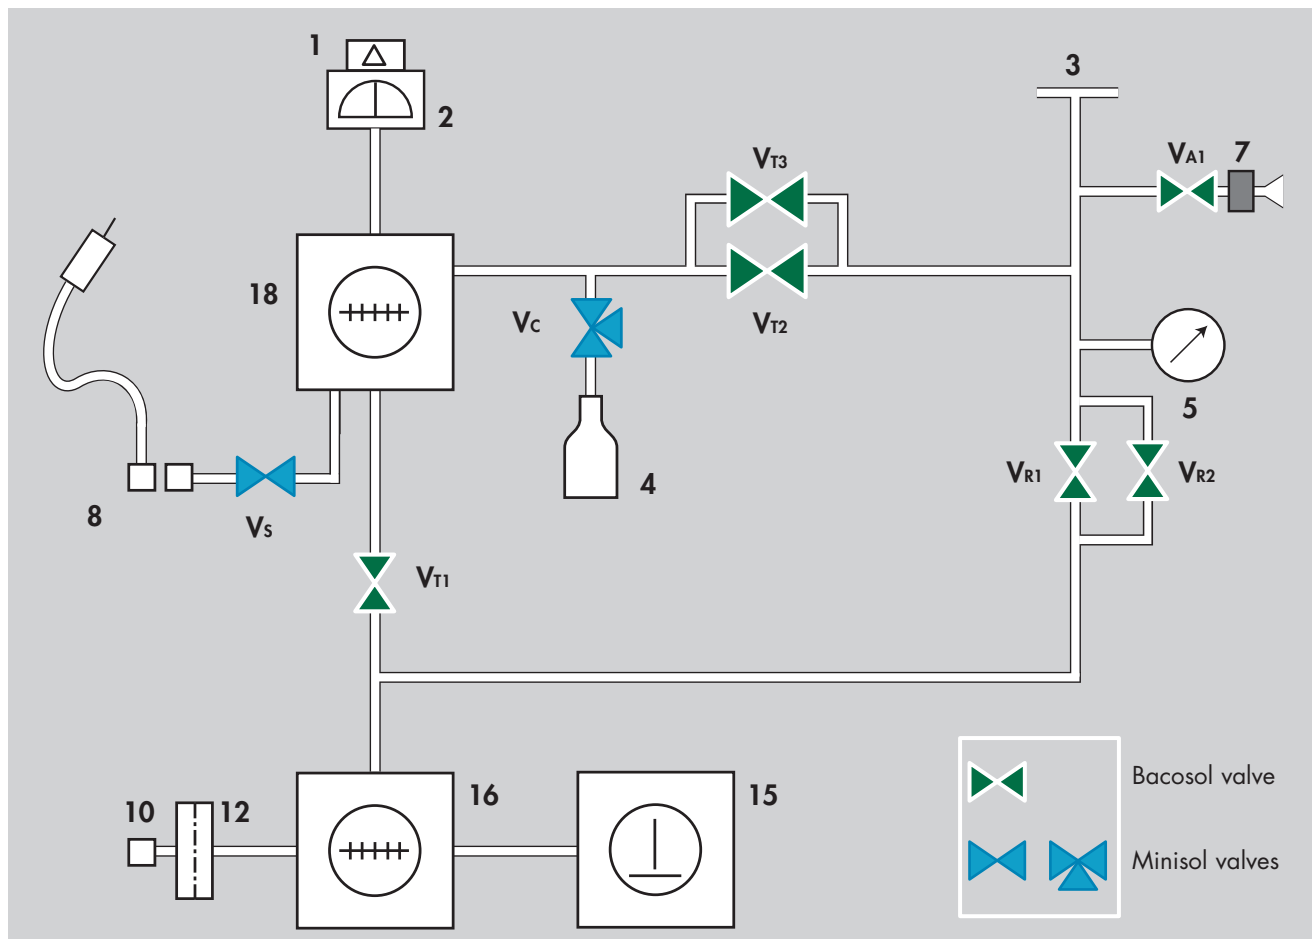 1
2
3
VT3
VA1 7
18
VC
VT2
5
4
VR1 VR2
8
VS
VT1
10 12 16 15
Bacosol valve
Minisol valves